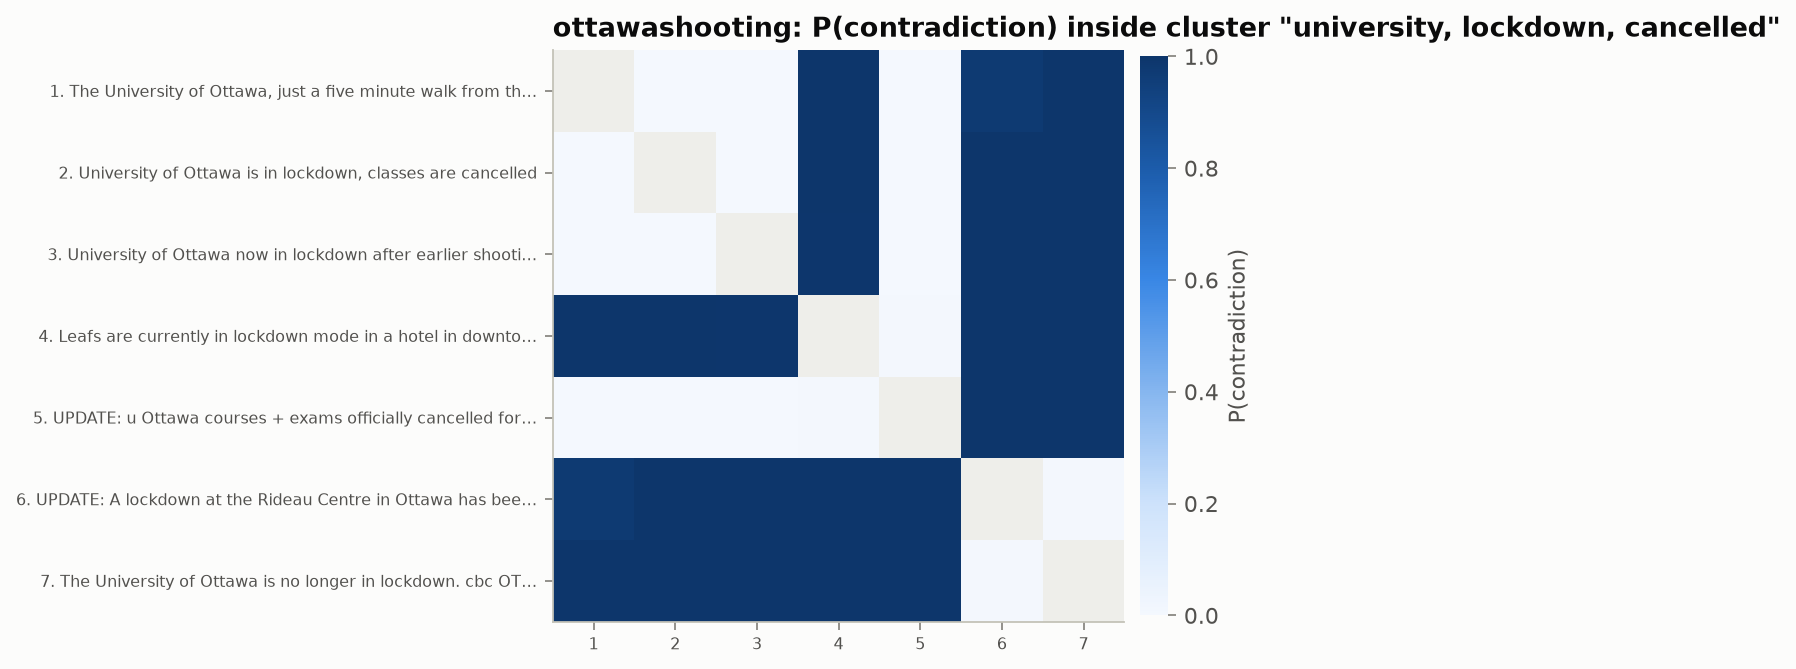 ottawashooting: P(contradiction) inside cluster "university, lockdown, cancelled"
1. The University of Ottawa, just a five minute walk from th...
2. University of Ottawa is in lockdown, classes are cancelled
3. University of Ottawa now in lockdown after earlier shooti...
4. Leafs are currently in lockdown mode in a hotel in downto...
5. UPDATE: u Ottawa courses + exams officially cancelled for...
6. UPDATE: A lockdown at the Rideau Centre in Ottawa has bee...
7. The University of Ottawa is no longer in lockdown. cbc OT...
1 2 3 4 5 6 7
1.0
0.8
0.6
0.4
0.2
0.0
P(contradiction)